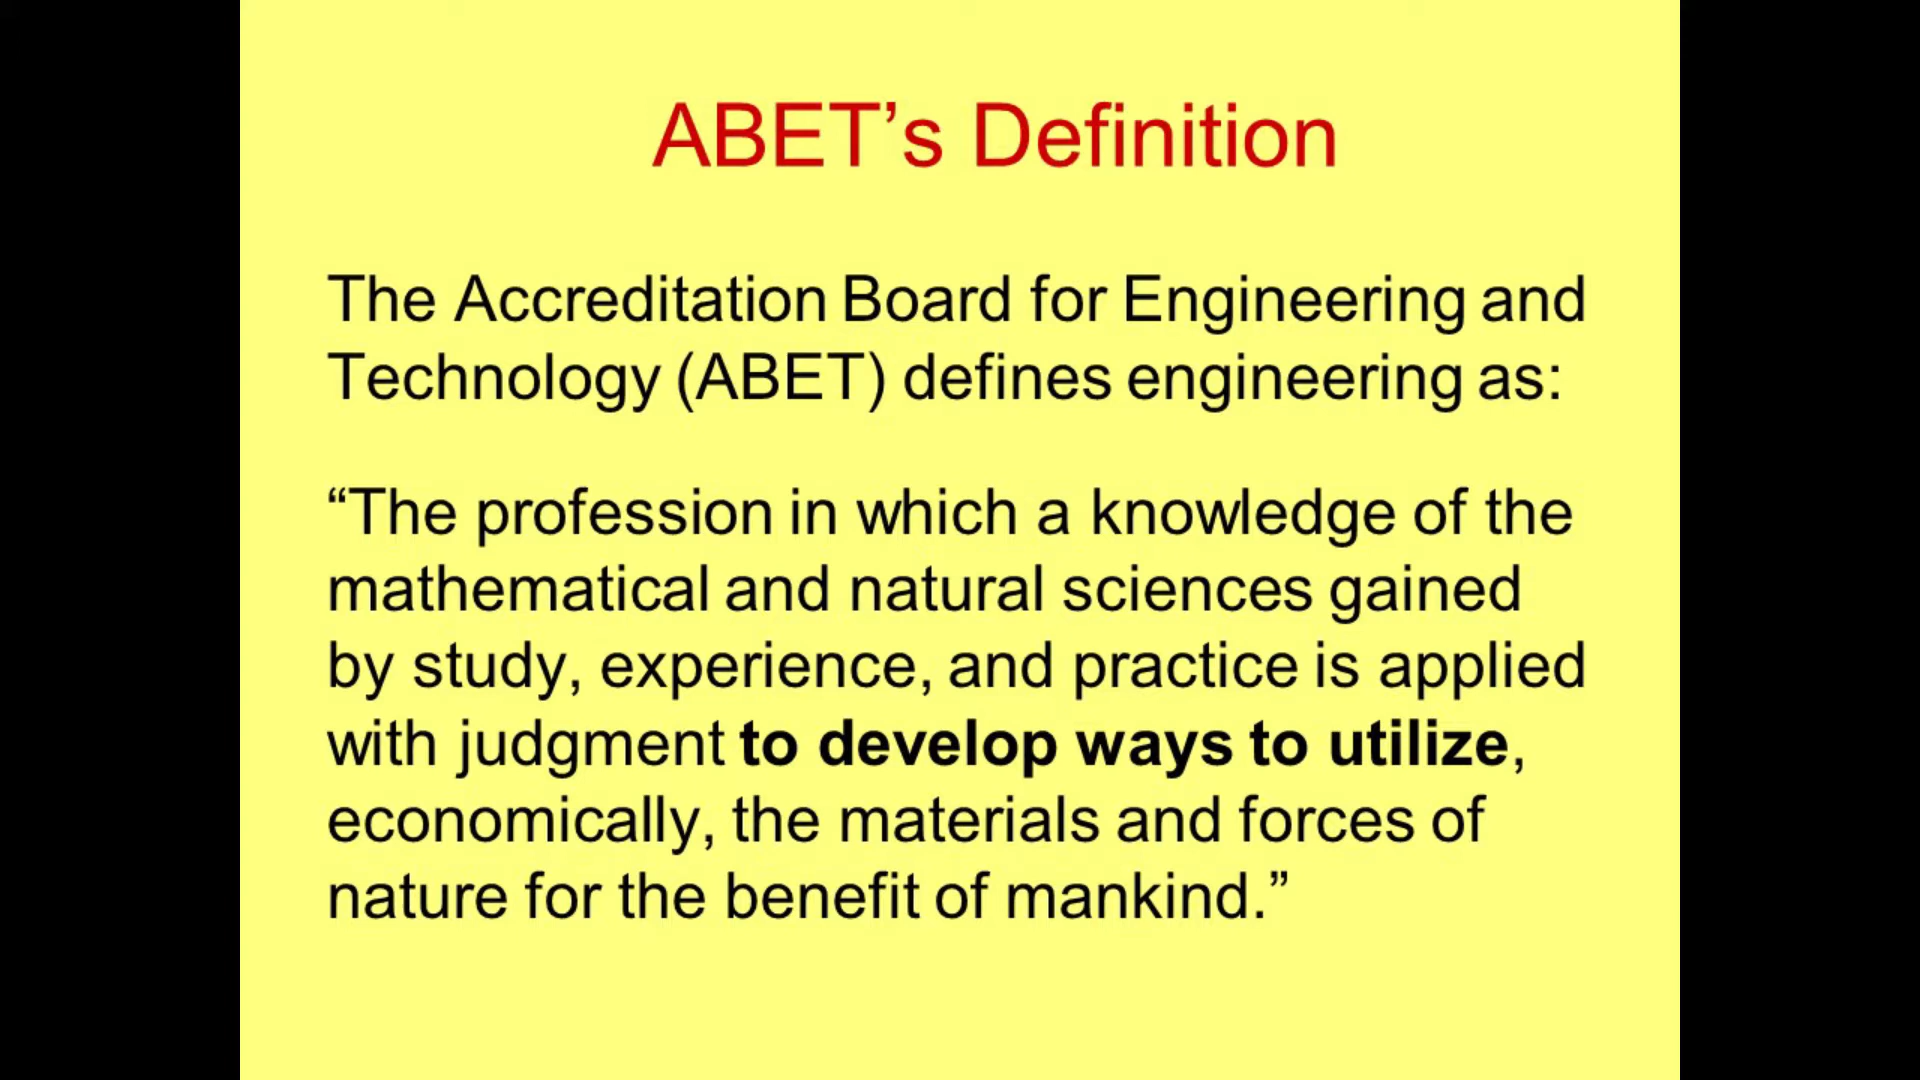 ABET’s Definition
The Accreditation Board for Engineering and
Technology (ABET) defines engineering as:
“The profession in which a knowledge of the
mathematical and natural sciences gained
by study, experience, and practice is applied
with judgment to develop ways to utilize,
economically, the materials and forces of
nature for the benefit of mankind.”